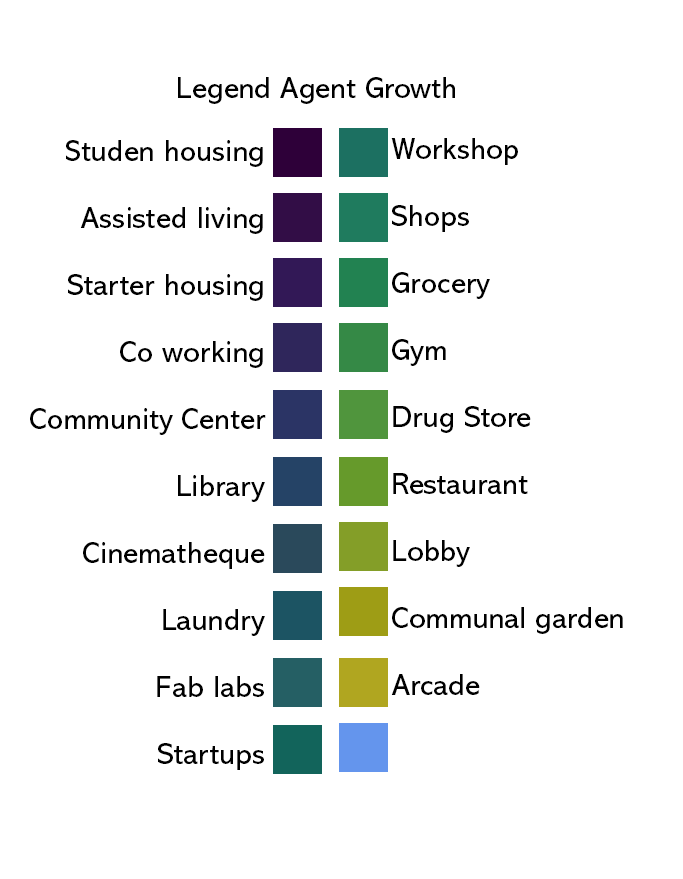 Legend Agent Growth
Studen housing
Workshop
Assisted living
Shops
Starter housing
Grocery
Co working
Gym
Community Center
Drug Store
Library
Restaurant
Cinematheque
Lobby
Laundry
Communal garden
Fab labs
Arcade
Startups